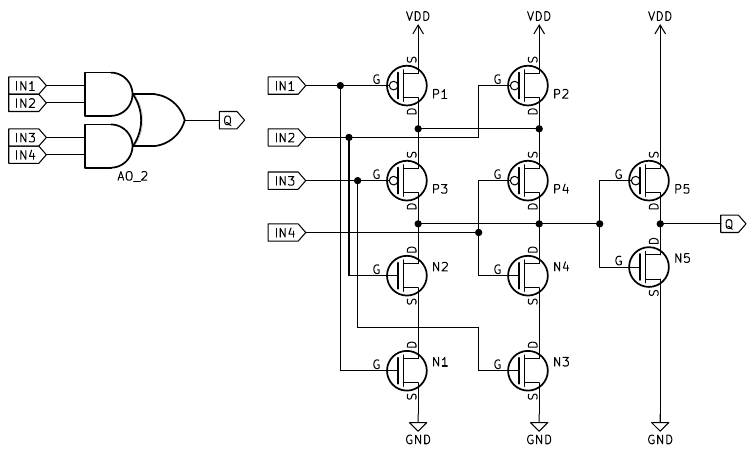 VDD VDD VDD
S S
IN1 IN1 G P1 G P2
IN2
Q
D D
IN3 IN2
IN4
AO_2
S S S
IN3 G P3 G P4 G P5
D D D
IN4 Q
D D D
G N2 G N4 G N5
S S S
D D
G N1 G N3
S S
GND GND GND